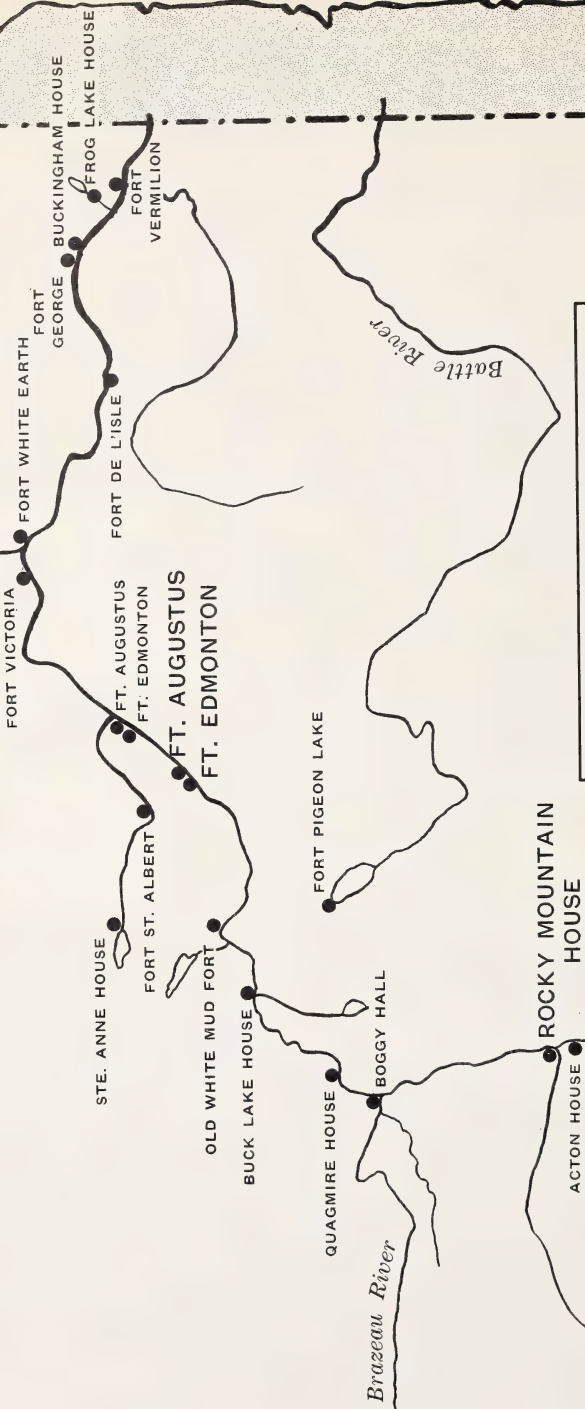 FORT VICTORIA
FORT WHITE EARTH
FORT
GEORGE
BUCKINGHAM HOUSE
FROG LAKE HOUSE
FORT
VERMILION
FORT DE L'ISLE
FT. AUGUSTUS
FT. EDMONTON
FT. AUGUSTUS
FT. EDMONTON
STE. ANNE HOUSE
FORT ST. ALBERT
OLD WHITE MUD FORT
BUCK LAKE HOUSE
FORT PIGEON LAKE
Battle River
QUAGMIRE HOUSE
BOGGY HALL
Brazeau River
ROCKY MOUNTAIN
HOUSE
ACTON HOUSE